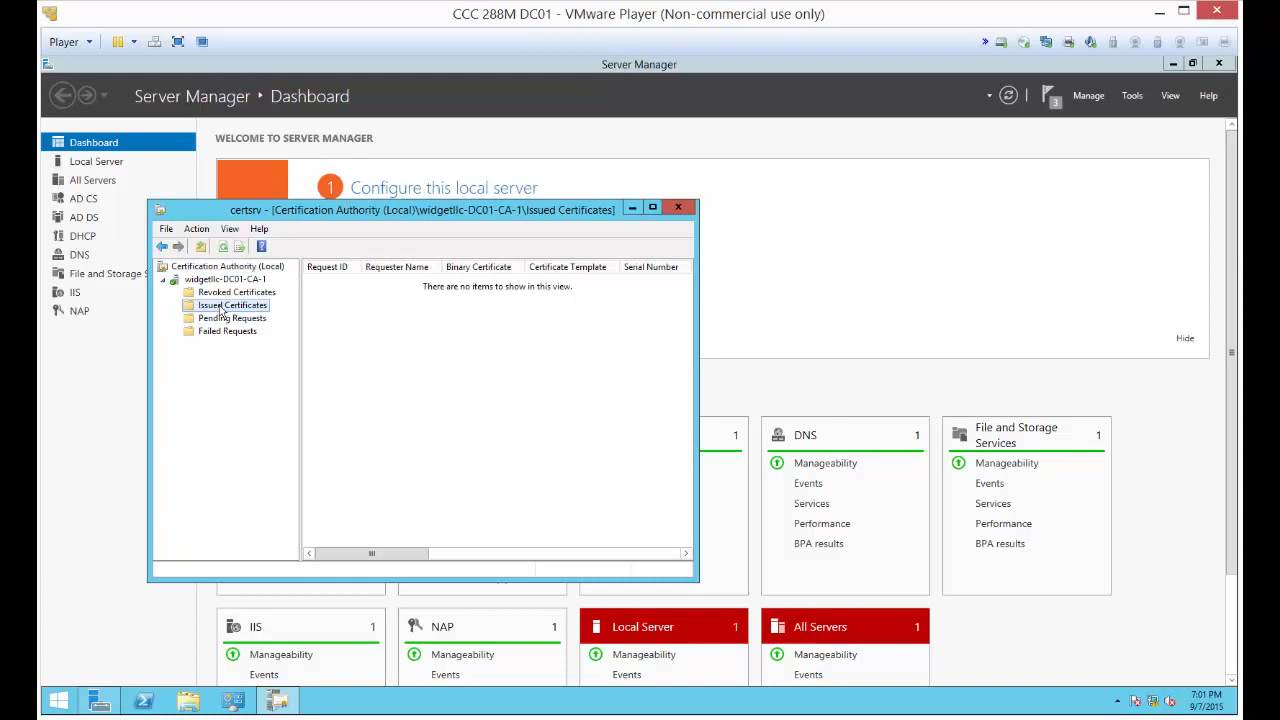 CCC 288M DC01 - VMware Player (Non-commercial use only)
Player
Server Manager
Server Manager • Dashboard
3
Manage Tools View Help
Dashboard
Local Server
All Servers
AD CS
AD DS
DHCP
DNS
File and Storage S
IIS
NAP
WELCOME TO SERVER MANAGER
1 Configure this local server
Hide
certsrv - [Certification Authority (Local)\widgetllc-DC01-CA-1\Issued Certificates]
File Action View Help
Certification Authority (Local)
widgetllc-DC01-CA-1
Revoked Certificates
Issued Certificates
Pending Requests
Failed Requests
Request ID Requester Name Binary Certificate Certificate Template Serial Number
There are no items to show in this view.
1
DNS 1
Manageability
Events
Services
Performance
BPA results
File and Storage Services 1
Manageability
Events
Services
Performance
BPA results
IIS 1
Manageability
Events
NAP 1
Manageability
Events
Local Server 1
Manageability
Events
All Servers 1
Manageability
Events
7:01 PM
9/7/2015